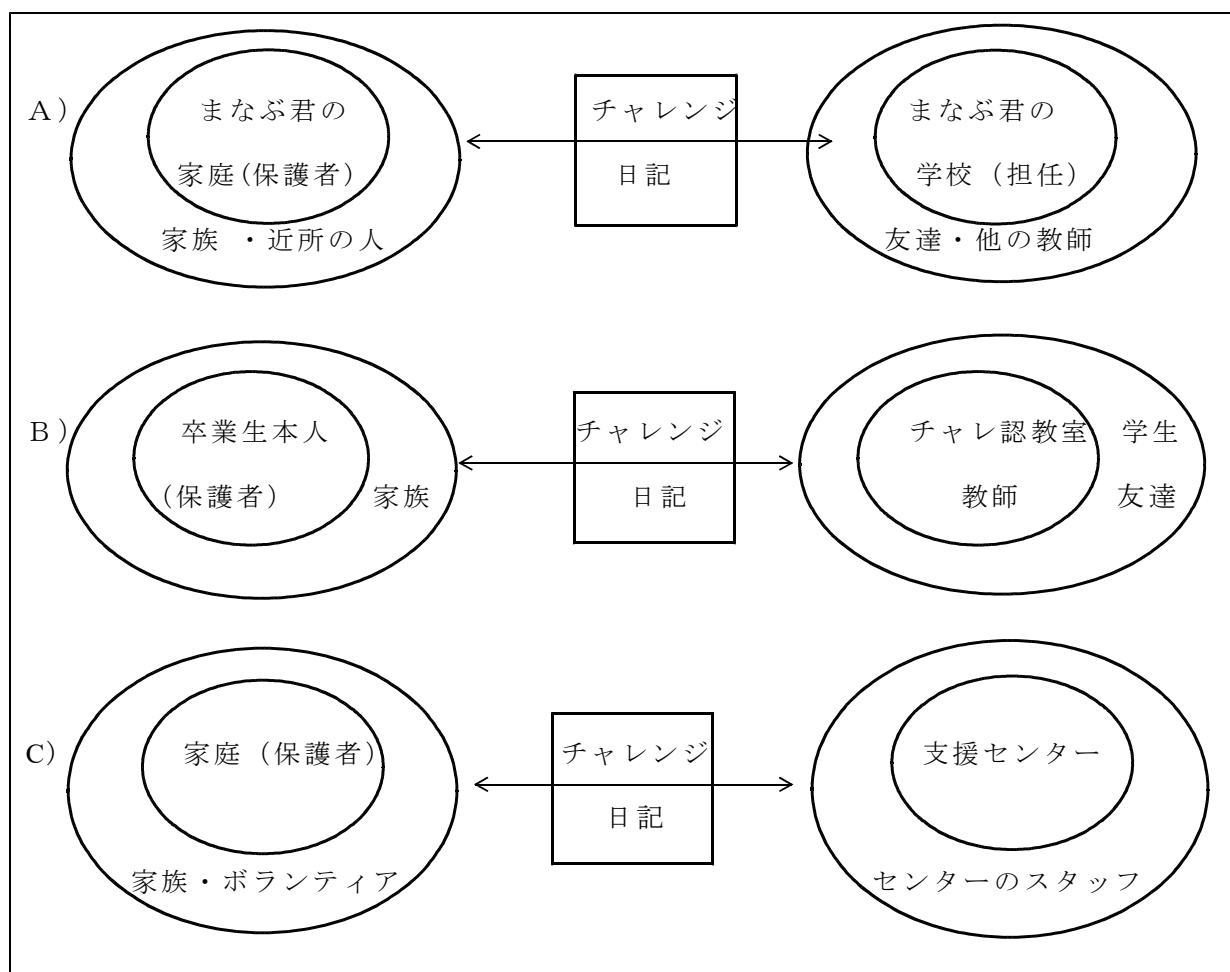 A）
まなぶ君の
家庭(保護者)
家族 ・近所の人
チャレンジ
日記
まなぶ君の
学校（担任）
友達・他の教師
B）
卒業生本人
(保護者)
家族
チャレンジ
日記
チャレ認教室
教師
学生
友達
C）
家庭（保護者）
家族・ボランティア
チャレンジ
日記
支援センター
センターのスタッフ